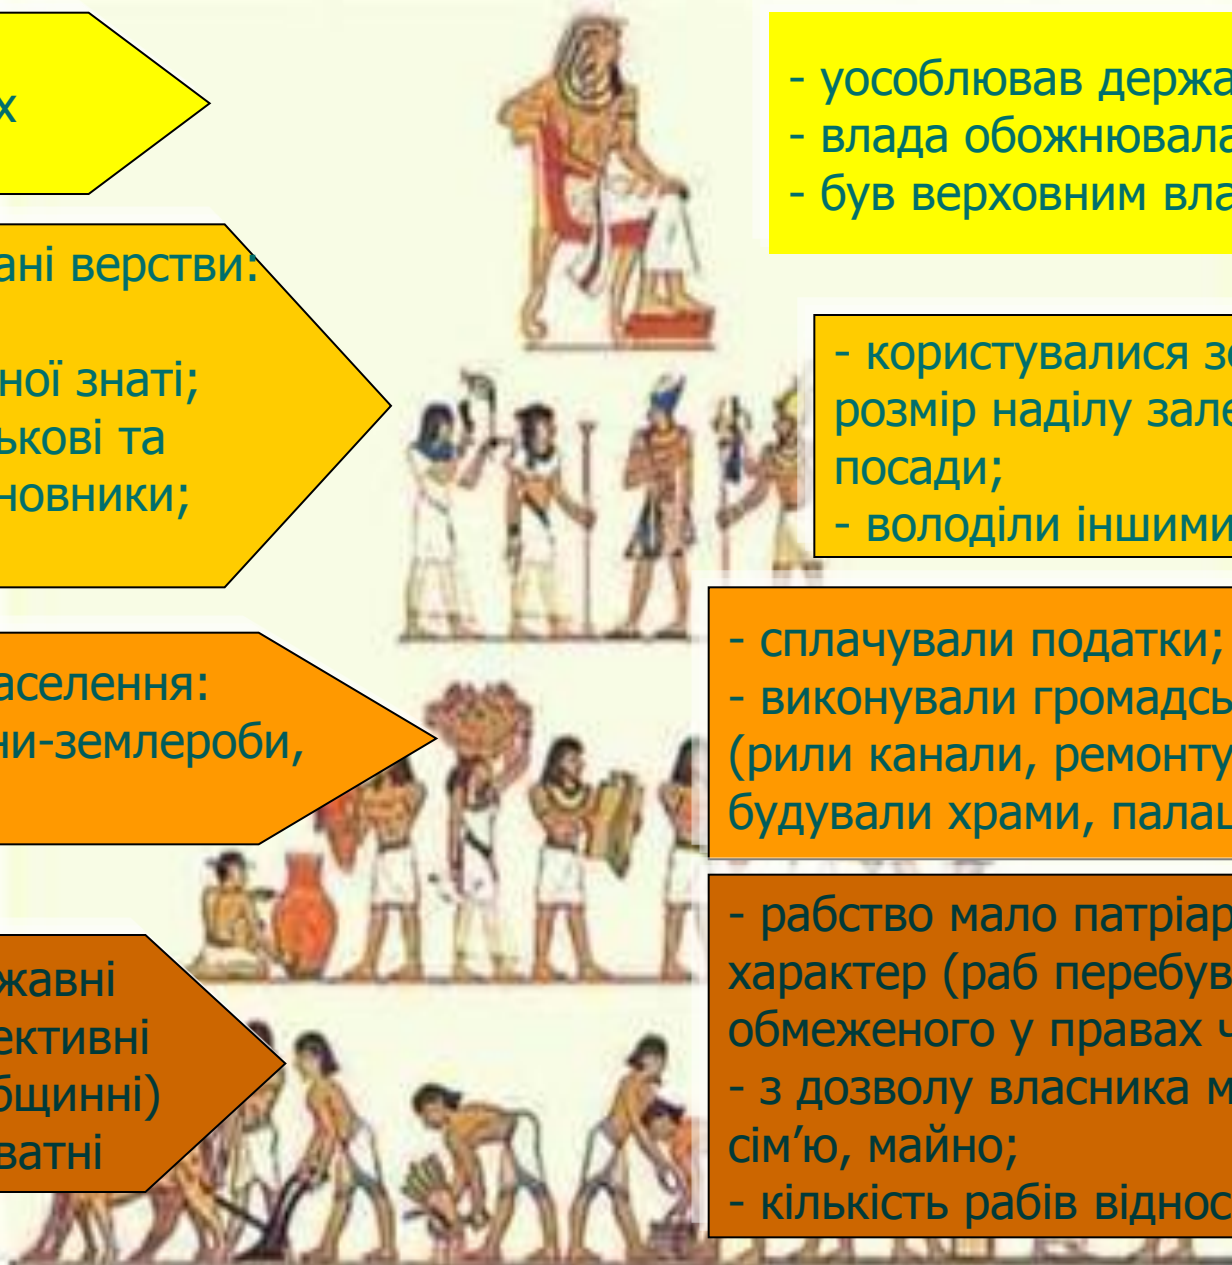 х
- уособлював держа
- влада обожнювала
- був верховним вла
ані верстви:
ної знаті;
ькові та
новники;
- користувалися з
розмір наділу зале
посади;
- володіли іншими
аселення:
ни-землероби,
- сплачували податки;
- виконували громадсь
(рили канали, ремонту
будували храми, пала
жавні
ективні
бщинні)
ватні
- рабство мало патріар
характер (раб перебув
обмеженого у правах ч
- з дозволу власника м
сім’ю, майно;
- кількість рабів віднос